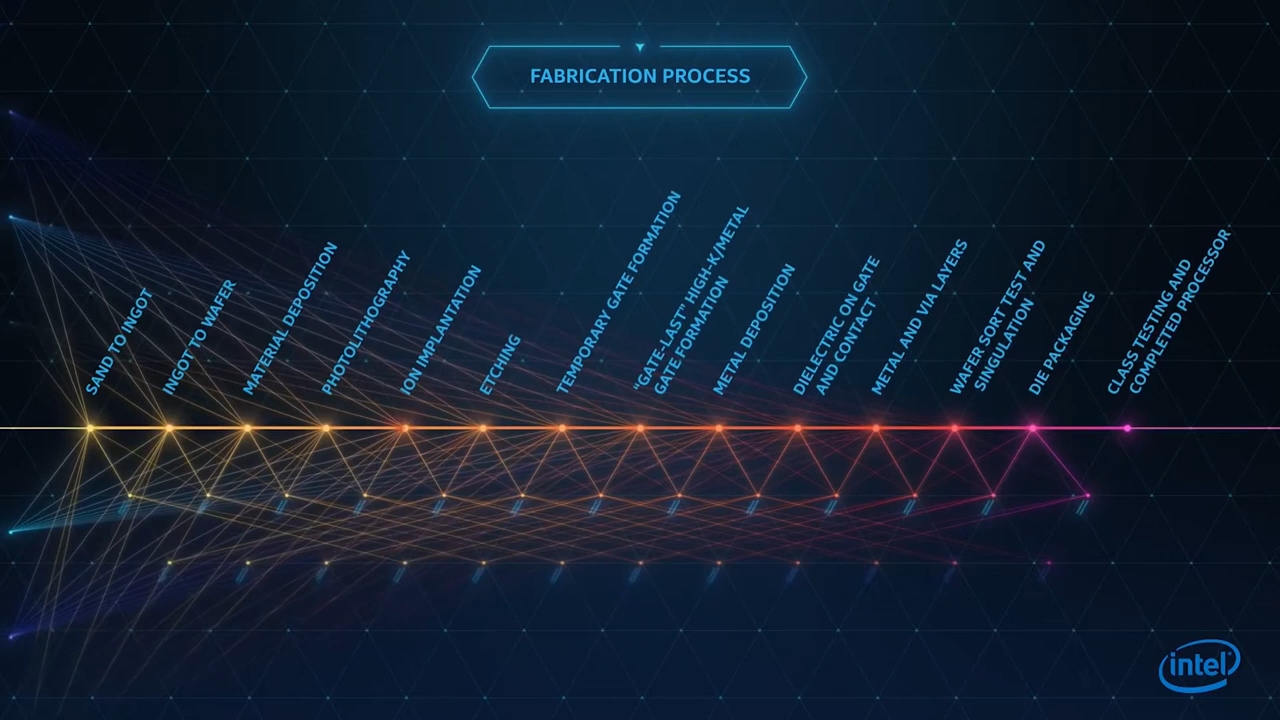 FABRICATION PROCESS
SAND TO INGOT
INGOT TO WAFER
MATERIAL DEPOSITION
PHOTOLITHOGRAPHY
ION IMPLANTATION
ETCHING
TEMPORARY GATE FORMATION
"GATE-LAST" HIGH-K/METAL
GATE FORMATION
METAL DEPOSITION
DIELECTRIC ON GATE
AND CONTACT
METAL AND VIA LAYERS
WAFER SORT TEST AND
SINGULATION
DIE PACKAGING
CLASS TESTING AND
COMPLETED PROCESSOR
intel